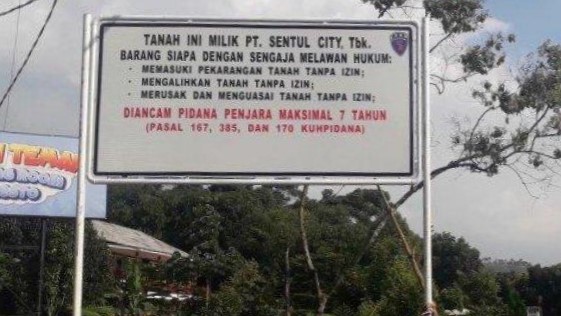 TANAH INI MILIK PT. SENTUL CITY, Tbk.
BARANG SIAPA DENGAN SENGAJA MELAWAN HUKUM:
- MEMASUKI PEKARANGAN TANAH TANPA IZIN;
- MENGALIHKAN TANAH TANPA IZIN;
- MERUSAK DAN MENGUASAI TANAH TANPA IZIN;
DIANCAM PIDANA PENJARA MAKSIMAL 7 TAHUN
(PASAL 167, 385, DAN 170 KUHPIDANA)
TEMAN